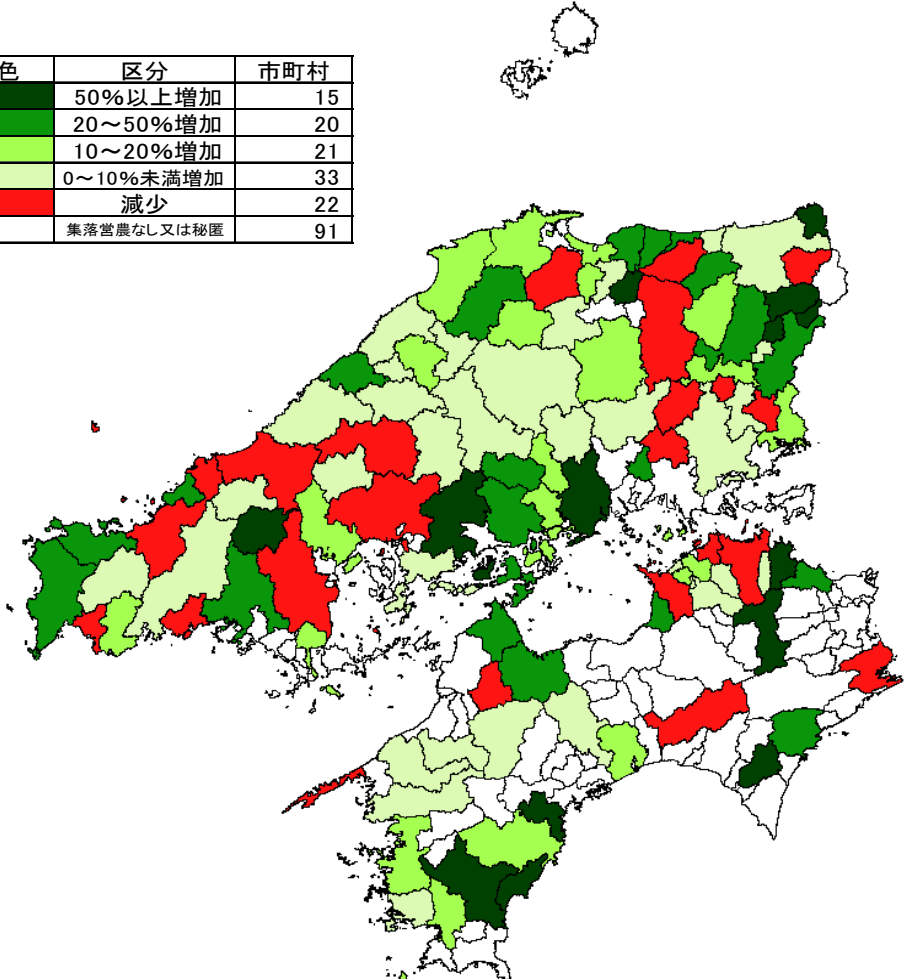 色 区分 市町村
50%以上増加 15
20～50%増加 20
10～20%増加 21
0～10%未満増加 33
減少 22
集落営農なし又は秘匿 91